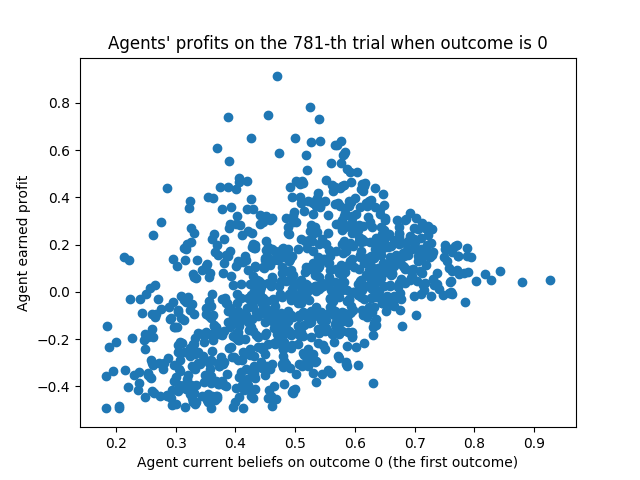 Agents' profits on the 781-th trial when outcome is 0
Agent earned profit
0.8
0.6
0.4
0.2
0.0
−0.2
−0.4
0.2 0.3 0.4 0.5 0.6 0.7 0.8 0.9
Agent current beliefs on outcome 0 (the first outcome)